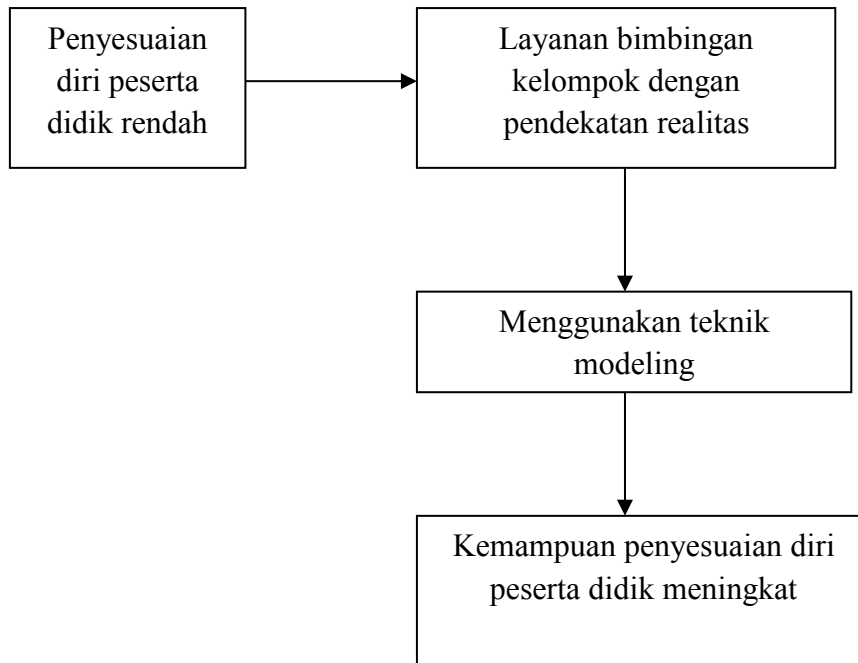 Penyesuaian
diri peserta
didik rendah
Layanan bimbingan
kelompok dengan
pendekatan realitas
Menggunakan teknik
modeling
Kemampuan penyesuaian diri
peserta didik meningkat